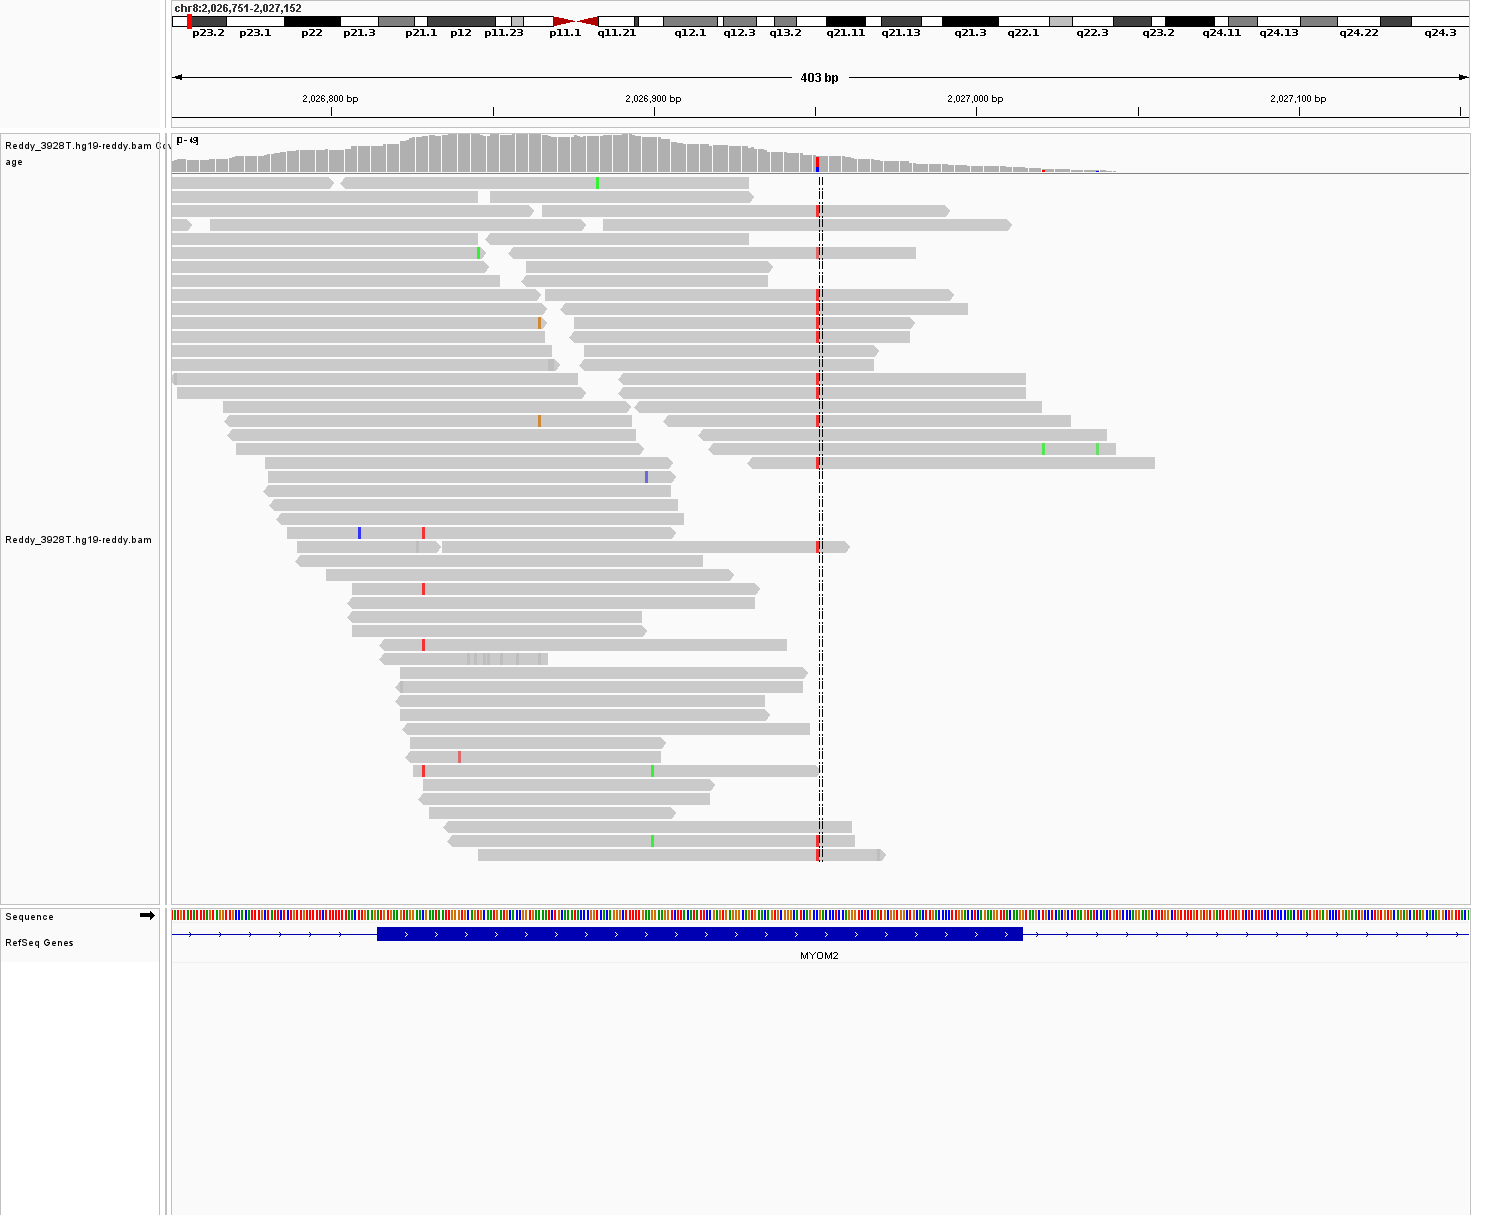 chr8:2,026,751-2,027,152
p23.2 p23.1 p22 p21.3 p21.1 p12 p11.23 p11.1 q11.21 q12.1 q12.3 q13.2 q21.11 q21.13 q21.3 q22.1 q22.3 q23.2 q24.11 q24.13 q24.22 q24.3
403 bp
2,026,800 bp 2,026,900 bp 2,027,000 bp 2,027,100 bp
Reddy_3928T.hg19-reddy.bam Cov
age
Reddy_3928T.hg19-reddy.bam
Sequence
RefSeq Genes
MYOM2